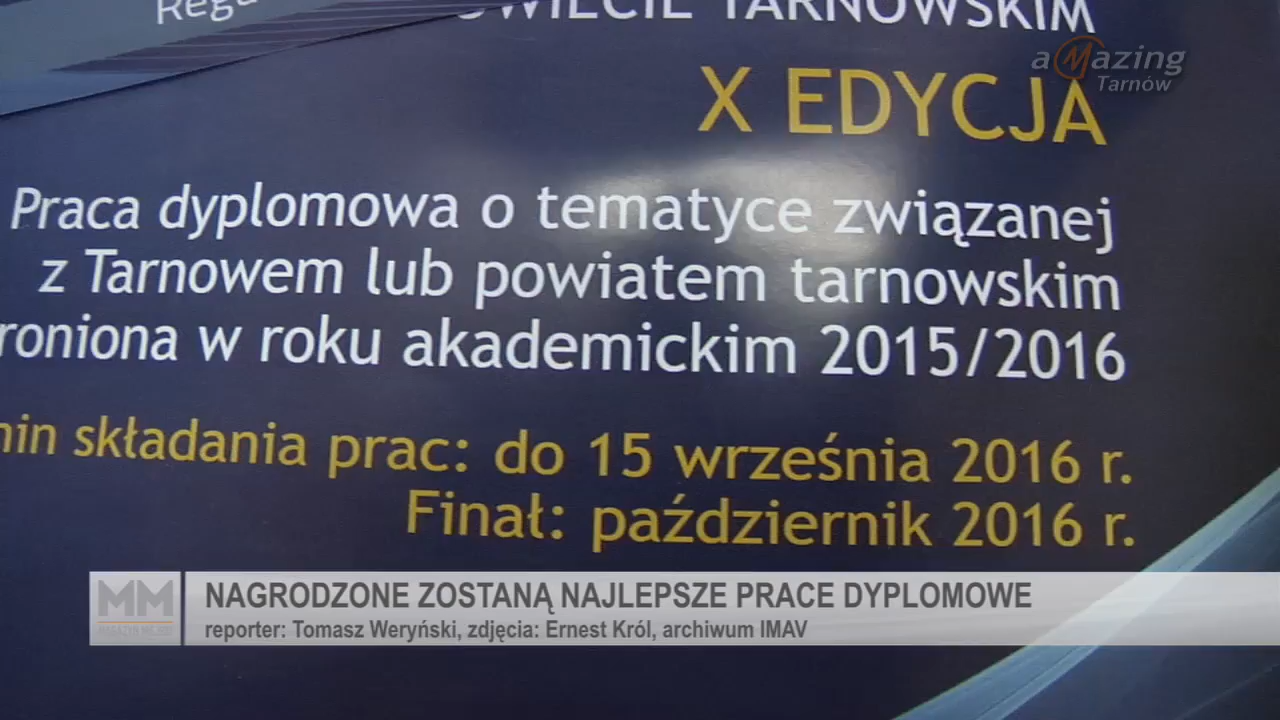 TARNOWSKIM
aMazing
Tarnów
X EDYCJA
Praca dyplomowa o tematyce związanej
z Tarnowem lub powiatem tarnowskim
roniona w roku akademickim 2015/2016
min składania prac: do 15 września 2016 r.
Finał: październik 2016 r.
MM
NAGRODZONE ZOSTANĄ NAJLEPSZE PRACE DYPLOMOWE
reporter: Tomasz Weryński, zdjęcia: Ernest Król, archiwum IMAV